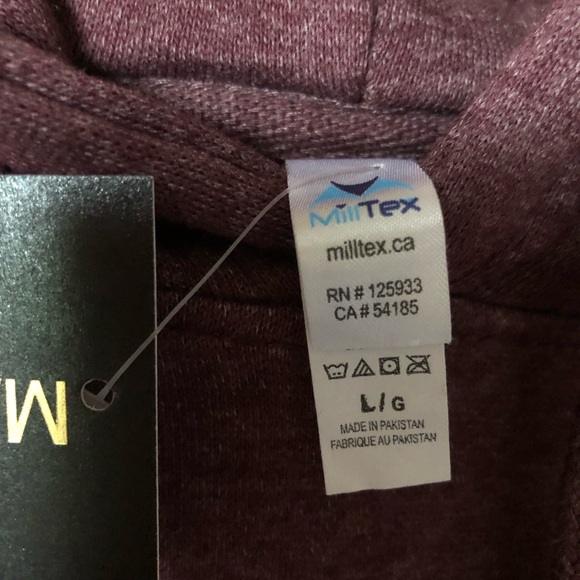 MillTex
milltex.ca
RN # 125933
CA # 54185
L/G
MADE IN PAKISTAN
FABRIQUE AU PAKISTAN
M